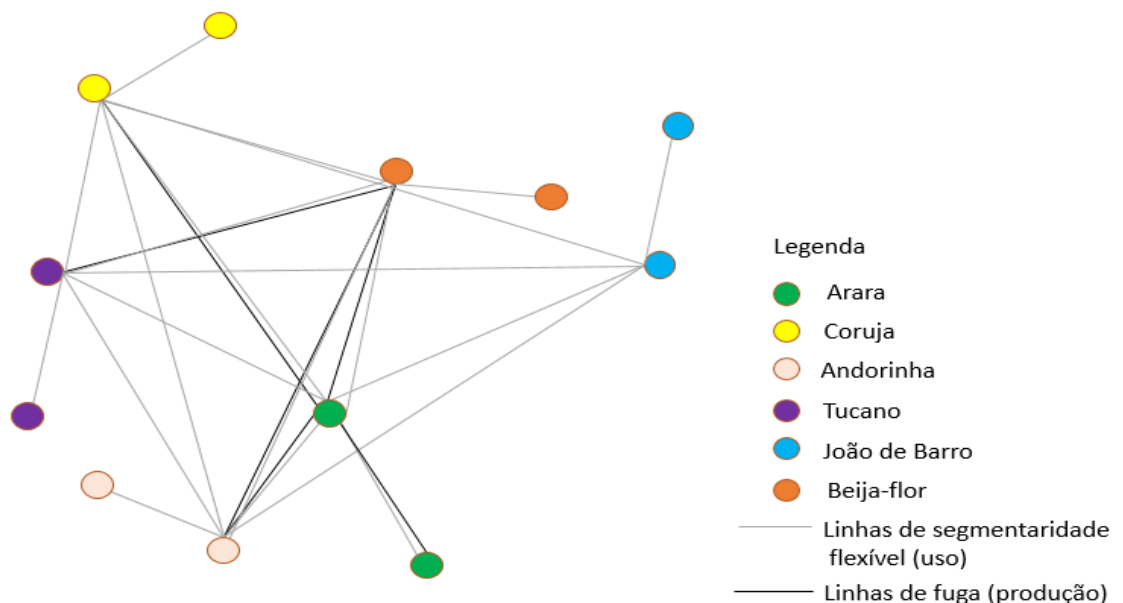 Legenda
Arara
Coruja
Andorinha
Tucano
João de Barro
Beija-flor
Linhas de segmentaridade
flexível (uso)
Linhas de fuga (produção)